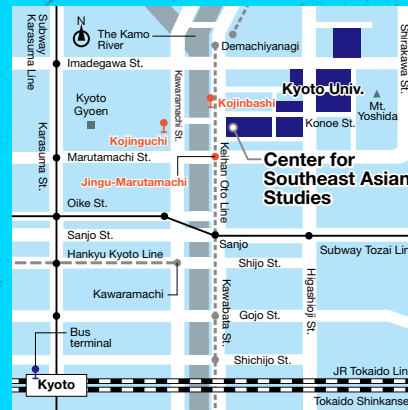 N
The Kamo
River
Demachiyanagi
Subway
Karasuma Line
Shirakawa St.
Imadegawa St.
Kawaramachi St.
Kyoto Univ.
Kojinbashi
Kyoto
Gyoen
Mt.
Yoshida
Konoe St.
Kojinguchi
Karasuma St.
Marutamachi St.
Keihan Oto Line
Center for
Southeast Asian
Studies
Jingu-Marutamachi
Oike St.
Sanjo St.
Sanjo
Subway Tozai Lin
Hankyu Kyoto Line
Shijo St.
Kawaramachi
Kawabata St.
Higashioji St.
Gojo St.
Bus
terminal
Shichijo St.
Kyoto
JR Tokaido Lin
Tokaido Shinkanse